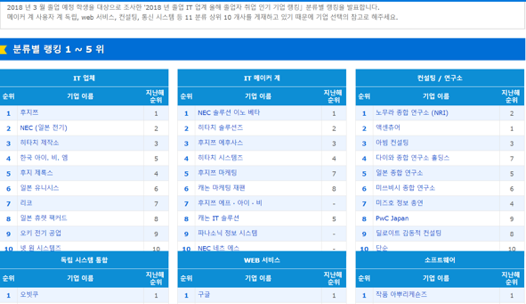 2018 년 3 월 졸업 예정 학생을 대상으로 조사한 '2018 년 졸업 IT 업계 올해 졸업자 취업 인기 기업 랭킹」 분류별 랭킹을 발표합니다.
메이커 계 사용자 계 독립, web 서비스, 컨설팅, 통신 시스템 등 11 분류 상위 10 개사를 게재하고 있기 때문에 기업 선택의 참고로 해주세요.
분류별 랭킹 1 ~ 5 위
IT 업체
순위 기업 이름 지난해 순위
1 후지쯔 1
2 NEC (일본 전기) 2
3 히타치 제작소 3
4 한국 아이, 비, 엠 5
5 후지 제록스 4
6 일본 유니시스 6
7 리코 7
8 일본 휴렛 팩커드 8
9 오키 전기 공업 9
10 넷 원 시스템즈 10
IT 메이커 계
순위 기업 이름 지난해 순위
1 NEC 솔루션 이노 베타 1
2 히타치 솔루션즈 2
3 후지쯔 에후사스 3
4 히타치 시스템즈 4
5 후지쯔 마케팅 7
6 캐논 마케팅 재팬 8
7 후지쯔 에프 - 아이 - 비 -
8 캐논 IT 솔루션 5
9 파나소닉 정보 시스템 -
10 NEC 네츠 에스 -
컨설팅 / 연구소
순위 기업 이름 지난해 순위
1 노무라 종합 연구소 (NRI) 2
2 액센츄어 1
3 아빔 컨설팅 3
4 다이와 종합 연구소 홀딩스 7
5 일본 종합 연구소 5
6 미쓰비시 종합 연구소 6
7 미즈호 정보 총연 4
8 PwC Japan 9
9 딜로이트 감동적 컨설팅 8
10 단순 10
독립 시스템 통합
순위 기업 이름 지난해 순위
1 오빗쿠 1
WEB 서비스
순위 기업 이름 지난해 순위
1 구글 1
소프트웨어
순위 기업 이름 지난해 순위
1 작품 아뿌리캐슌즈 1